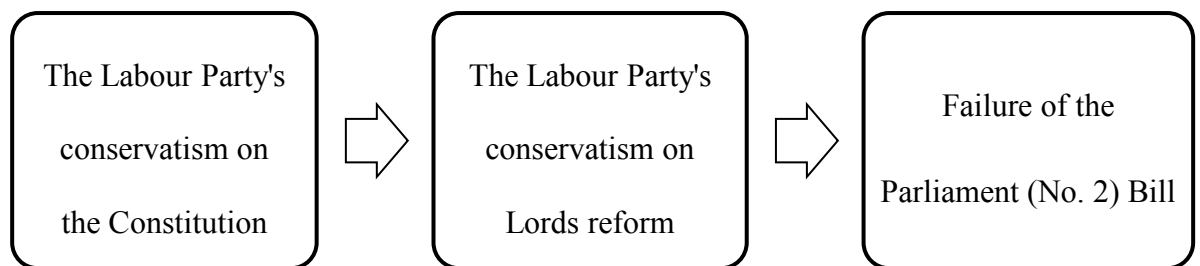 The Labour Party's
conservatism on
the Constitution
The Labour Party's
conservatism on
Lords reform
Failure of the
Parliament (No. 2) Bill